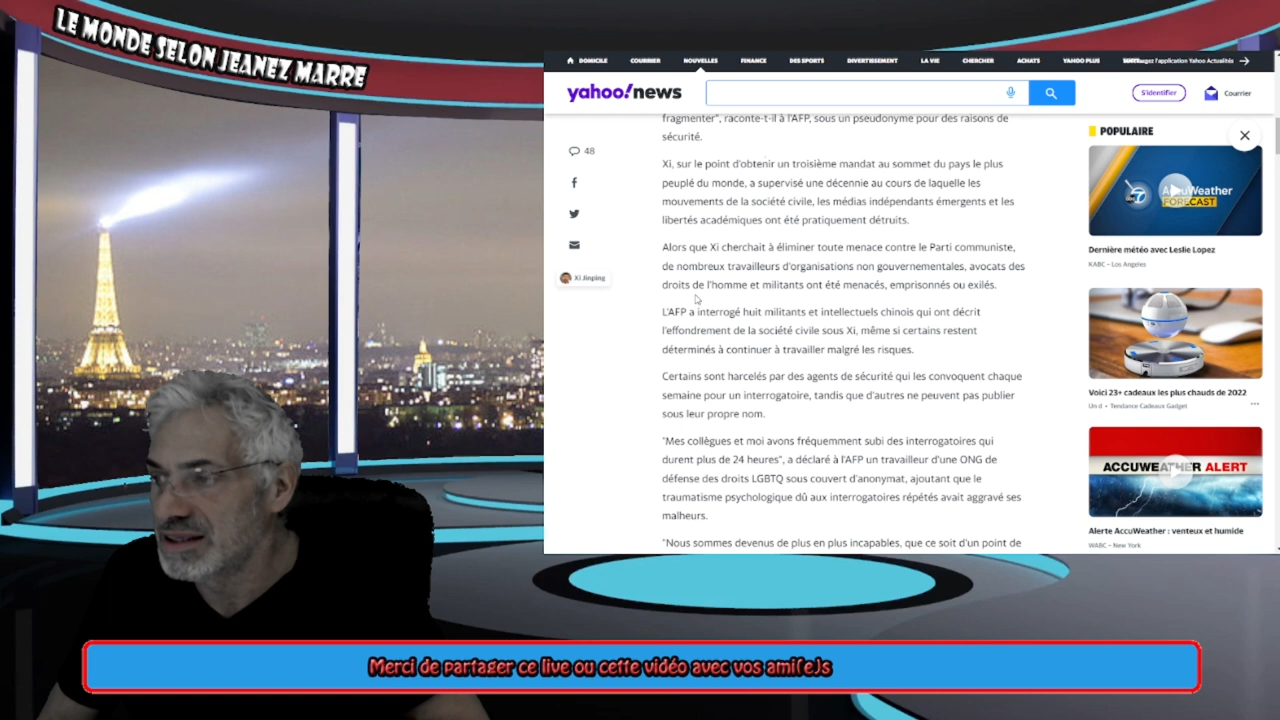 LE MONDE SELON JEANEZ MARRE
DOMICILE COURRIER NOUVELLES FINANCE DES SPORTS DIVERTISSEMENT LA VIE CHERCHER ACHATS YAHOO PLUS l'application Yahoo Actualités
yahoo!news
S'identifier
Courrier
fragmenter", raconte-t-il à l'AFP, sous un pseudonyme pour des raisons de
sécurité.
48
Xi Jinping
Xi, sur le point d'obtenir un troisième mandat au sommet du pays le plus
peuplé du monde, a supervisé une décennie au cours de laquelle les
mouvements de la société civile, les médias indépendants émergents et les
libertés académiques ont été pratiquement détruits.
Alors que Xi cherchait à éliminer toute menace contre le Parti communiste,
de nombreux travailleurs d'organisations non gouvernementales, avocats des
droits de l'homme et militants ont été menacés, emprisonnés ou exilés.
L'AFP a interrogé huit militants et intellectuels chinois qui ont décrit
l'effondrement de la société civile sous Xi, même si certains restent
déterminés à continuer à travailler malgré les risques.
Certains sont harcelés par des agents de sécurité qui les convoquent chaque
semaine pour un interrogatoire, tandis que d'autres ne peuvent pas publier
sous leur propre nom.
"Mes collègues et moi avons fréquemment subi des interrogatoires qui
durent plus de 24 heures", a déclaré à l'AFP un travailleur d'une ONG de
défense des droits LGBTQ sous couvert d'anonymat, ajoutant que le
traumatisme psychologique dû aux interrogatoires répétés avait aggravé ses
malheurs.
"Nous sommes devenus de plus en plus incapables, que ce soit d'un point de
POPULAIRE
7
AccuWeather
FORECAST
Dernière météo avec Leslie Lopez
KABC - Los Angeles
Voici 23+ cadeaux les plus chauds de 2022
Un d • Tendance Cadeaux Gadget
ACCUWEATHER ALERT
Alerte AccuWeather : venteux et humide
WABC - New York
Merci de partager ce live ou cette vidéo avec vos ami(e)s